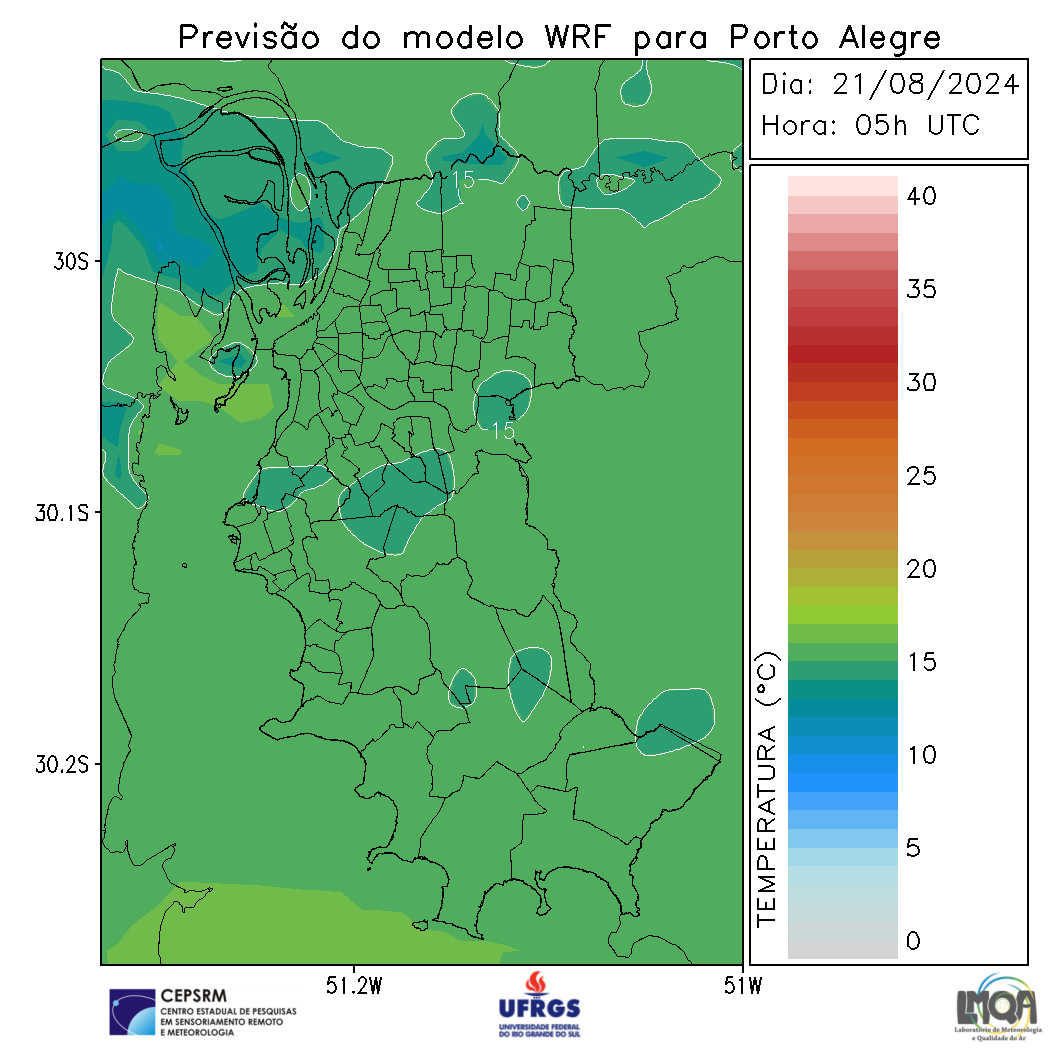 Previsão do modelo WRF para Porto Alegre
Dia: 21/08/2024
Hora: 05h UTC
15
15
30S
30.1S
30.2S
51.2W
51W
40
35
30
25
20
15
10
5
0
TEMPERATURA (°C)
CEPSRM
CENTRO ESTADUAL DE PESQUISAS
EM SENSORIAMENTO REMOTO
E METEOROLOGIA
UFRGS
UNIVERSIDADE FEDERAL
DO RIO GRANDE DO SUL
LMQA
Laboratório de Meteorologia
e Qualidade do Ar